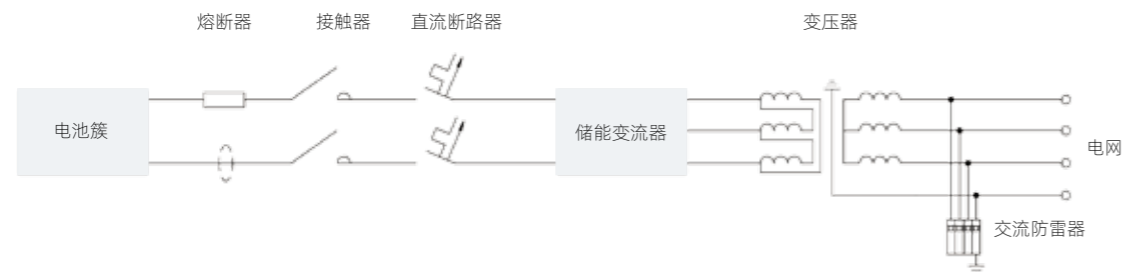 熔断器 接触器 直流断路器 变压器
电池簇
储能变流器
电网
交流防雷器